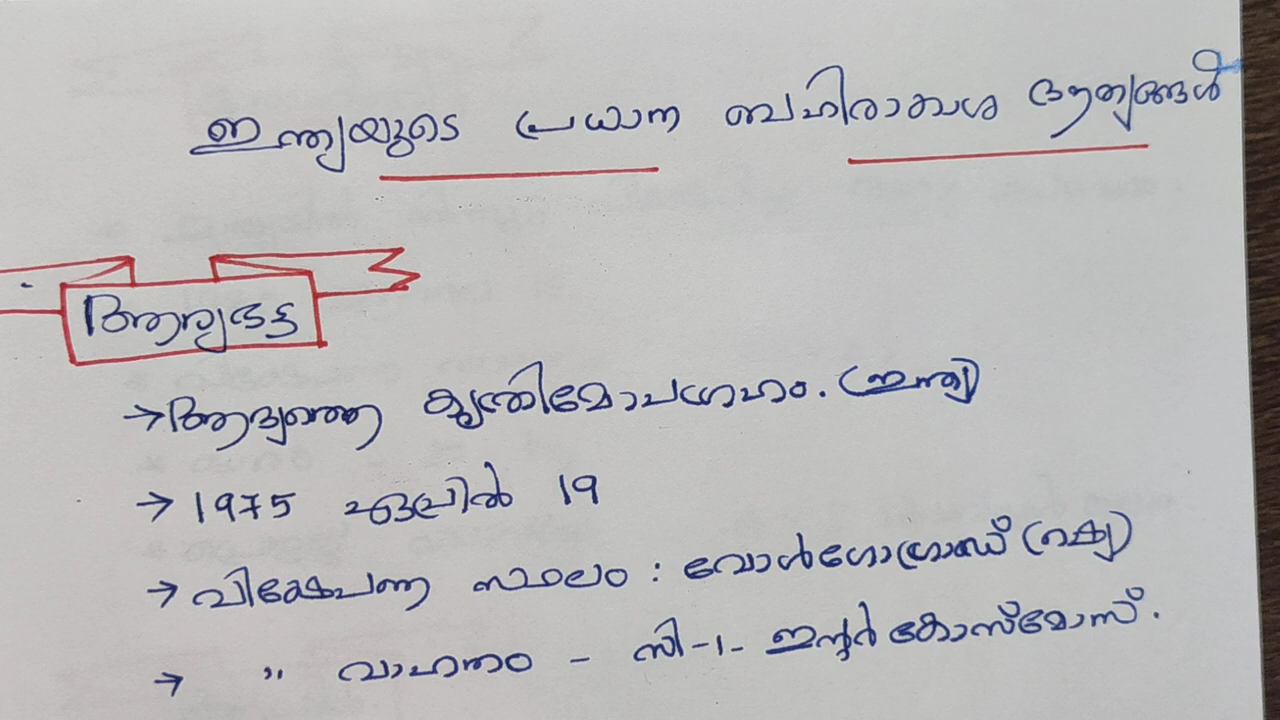 ഇന്ത്യയുടെ പ്രധാന ബഹിരാകാശ ദൗത്യങ്ങൾ
ആര്യഭട്ട
→ ആദ്യത്തെ കൃത്രിമോപഗ്രഹം. (ഇന്ത്യ)
→ 1975 ഏപ്രിൽ 19
→ വിക്ഷേപണ സ്ഥലം : വോൾഗോഗ്രാഡ് (റഷ്യ)
→ " വാഹനം - സി-1- ഇന്റർ കോസ്മോസ്.